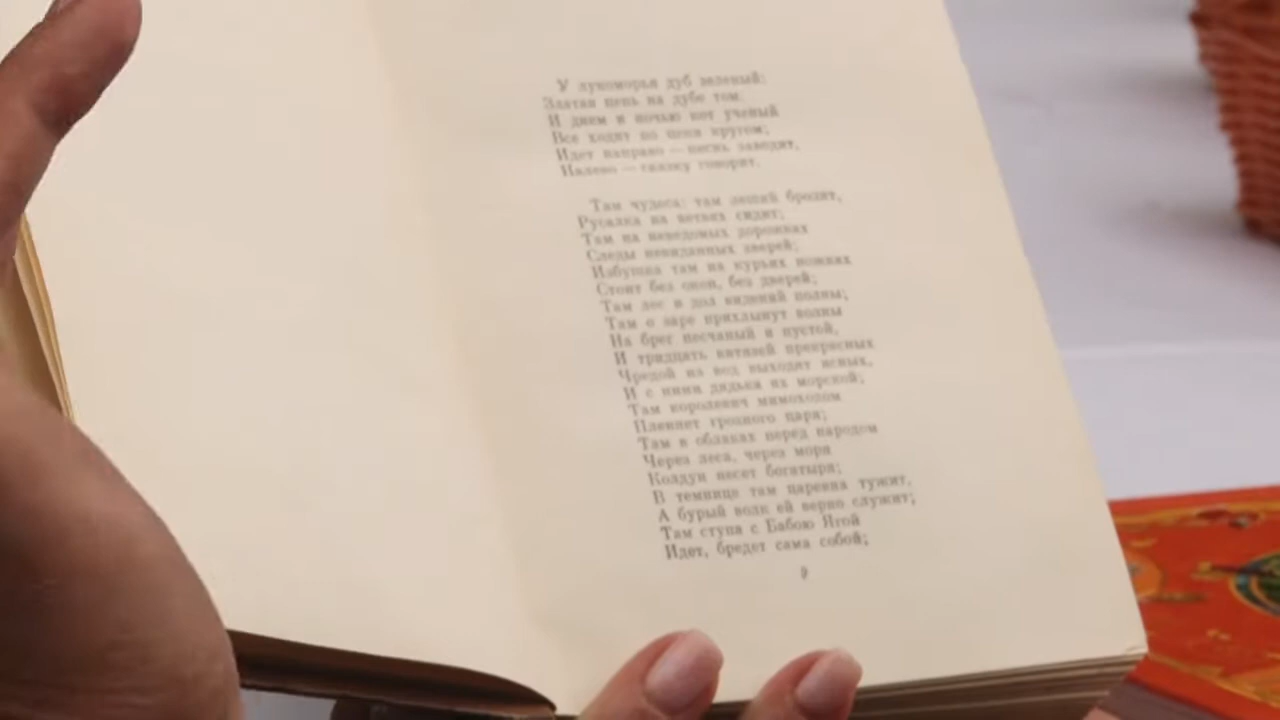 У лукоморья дуб зеленый;
Златая цепь на дубе том:
И днем и ночью кот ученый
Все ходит по цепи кругом;
Идет направо — песнь заводит,
Налево — сказку говорит.
Там чудеса: там леший бродит,
Русалка на ветвях сидит;
Там на неведомых дорожках
Следы невиданных зверей;
Избушка там на курьих ножках
Стоит без окон, без дверей;
Там лес и дол видений полны;
Там о заре прихлынут волны
На брег песчаный и пустой,
И тридцать витязей прекрасных
Чредой из вод выходят ясных,
И с ними дядька их морской;
Там королевич мимоходом
Пленяет грозного царя;
Там в облаках перед народом
Через леса, через моря
Колдун несет богатыря;
В темнице там царевна тужит,
А бурый волк ей верно служит;
Там ступа с Бабою Ягой
Идет, бредет сама собой;
9